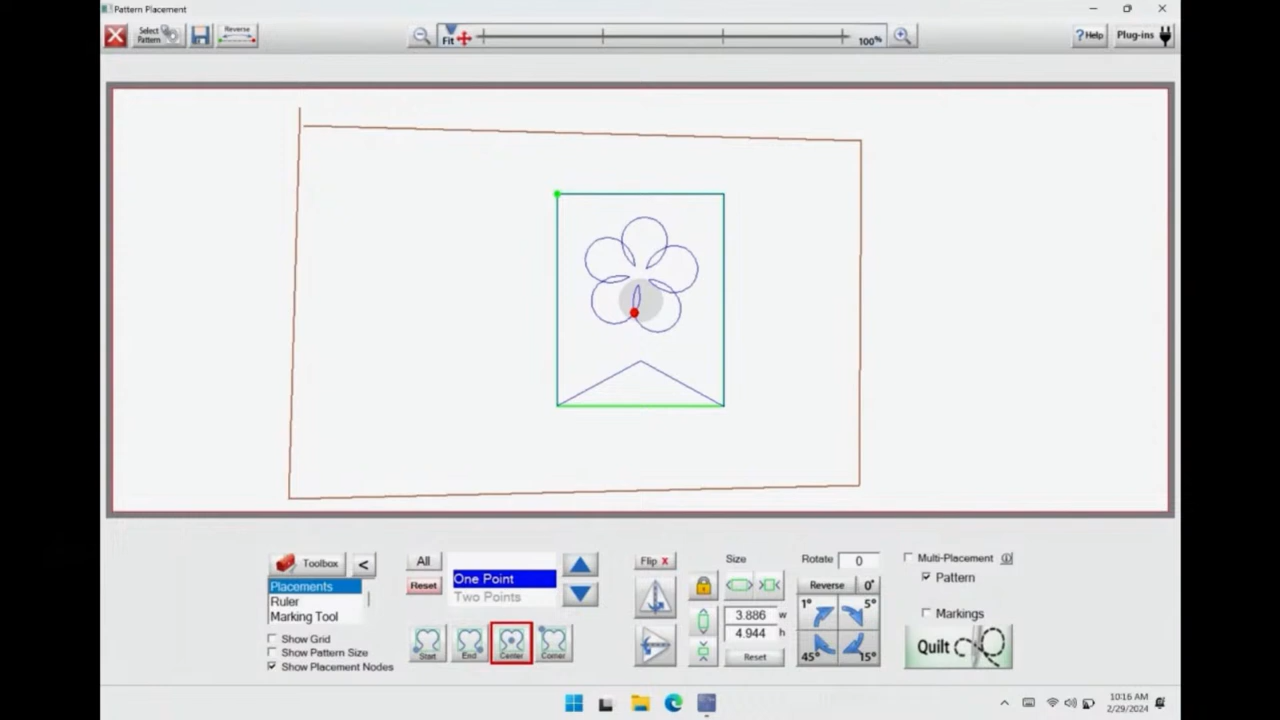 Pattern Placement
Select Pattern
Reverse
Fit
100%
?Help
Plug-ins
Toolbox
<
Placements
Ruler
Marking Tool
Show Grid
Show Pattern Size
Show Placement Nodes
All
Reset
One Point
Two Points
Start
End
Center
Corner
Flip X
Size
3.886 w
4.944 h
Reset
Rotate 0
Reverse 0°
1° 5°
45° 15°
Multi-Placement
Pattern
Markings
Quilt
10:16 AM
2/29/2024